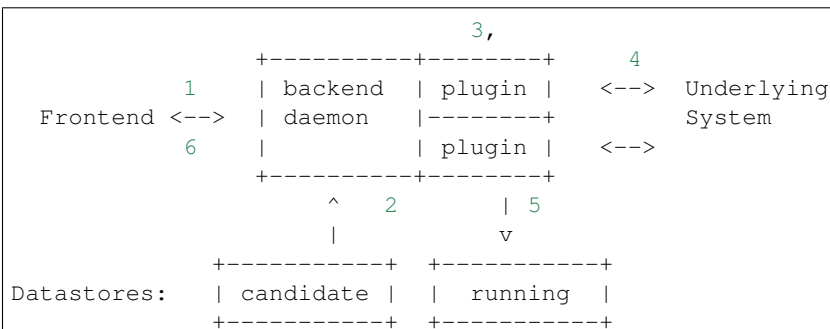 3,
                    +----------+--------+      4
             1      | backend  | plugin |   <--> Underlying
  Frontend <-->     | daemon   |--------+        System
             6      |          | plugin |   <-->
                    +----------+--------+
                          ^   2      | 5
                          |          v
                 +-----------+  +-----------+
Datastores:      | candidate |  |  running  |
                 +-----------+  +-----------+